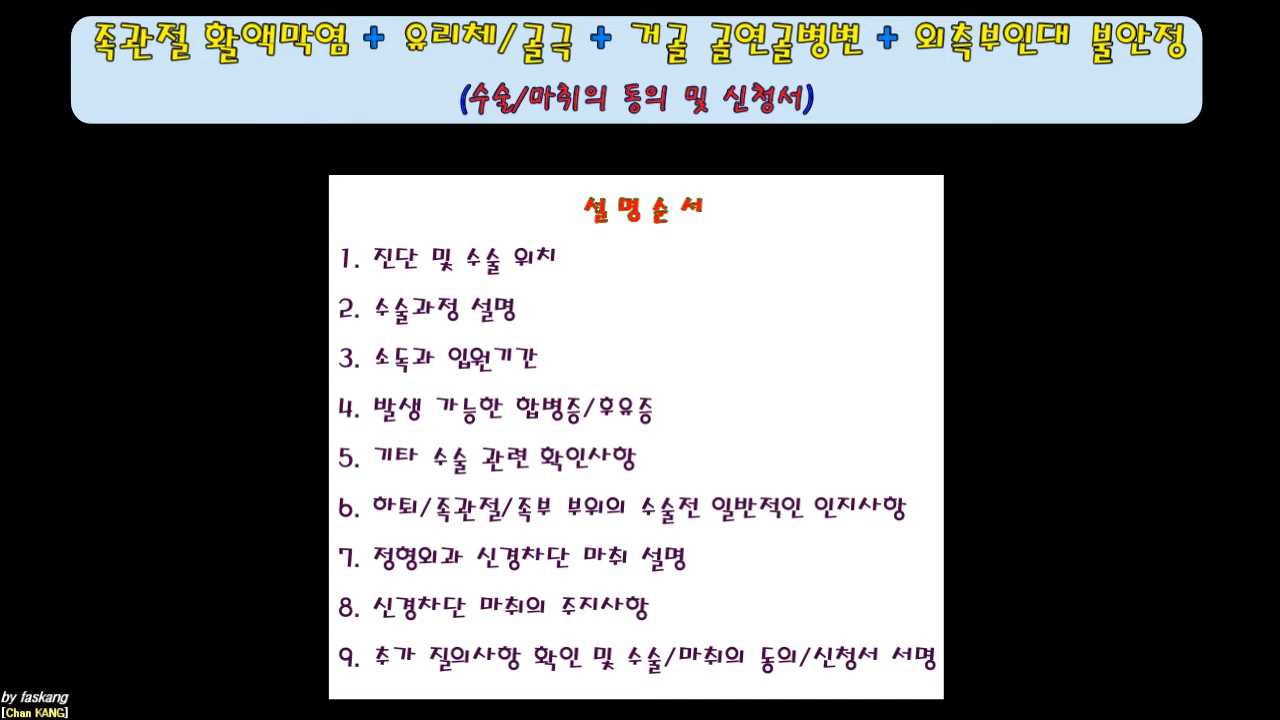 족관절 활액막염 + 유리체/골극 + 거골 골연골병변 + 외측부인대 불안정
(수술/마취의 동의 및 신청서)
설명순서
1. 진단 및 수술 위치
2. 수술과정 설명
3. 소독과 입원기간
4. 발생 가능한 합병증/후유증
5. 기타 수술 관련 확인사항
6. 하퇴/족관절/족부 부위의 수술전 일반적인 인지사항
7. 정형외과 신경차단 마취 설명
8. 신경차단 마취의 주지사항
9. 추가 질의사항 확인 및 수술/마취의 동의/신청서 서명
by faskang
[Chan KANG]